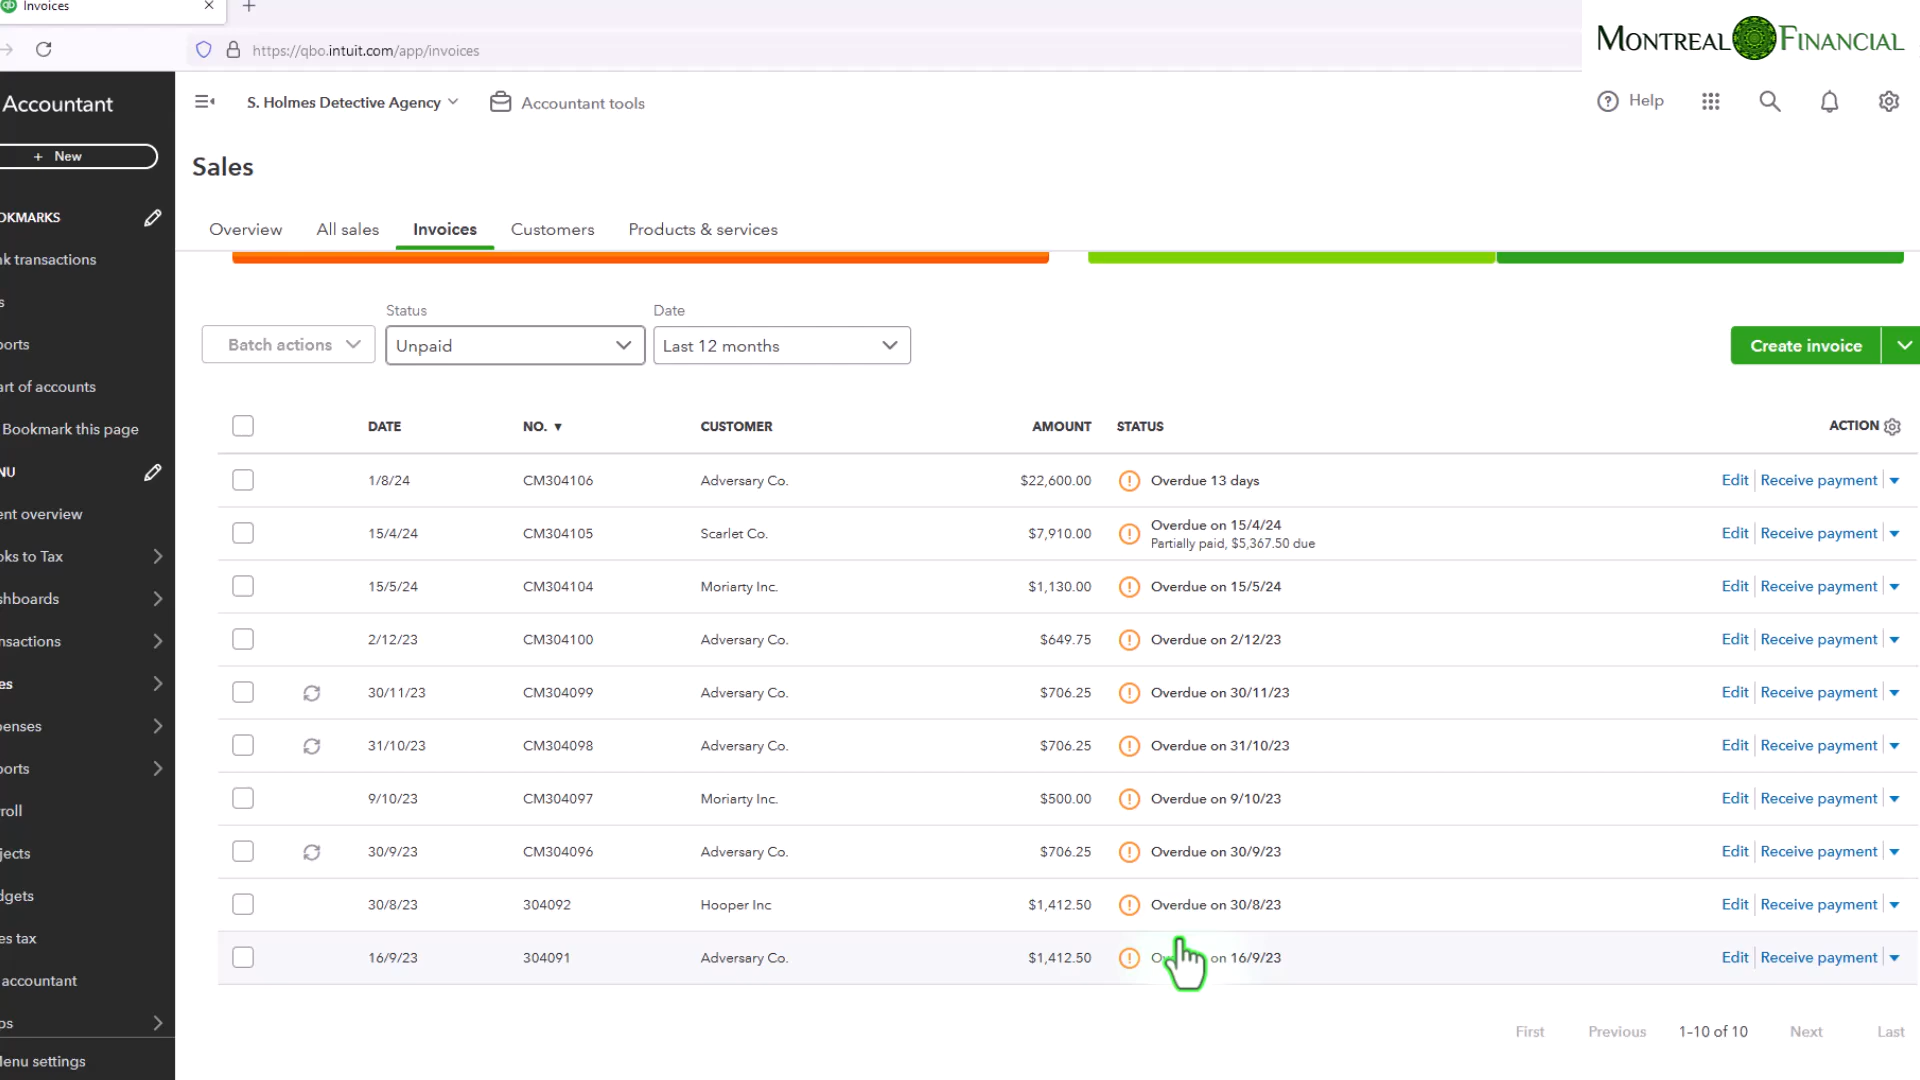 Invoices
https://qbo.intuit.com/app/invoices
MONTREAL FINANCIAL
Accountant
S. Holmes Detective Agency
Accountant tools
Help
+ New
Sales
OKMARKS
Overview All sales Invoices Customers Products & services
nk transactions
s
orts
art of accounts
Bookmark this page
NU
ent overview
oks to Tax
shboards
nsactions
es
enses
orts
roll
jects
dgets
es tax
accountant
ps
Menu settings
Status Date
Batch actions Unpaid Last 12 months Create invoice
DATE NO. ▼ CUSTOMER AMOUNT STATUS ACTION
1/8/24 CM304106 Adversary Co. $22,600.00 Overdue 13 days Edit Receive payment
15/4/24 CM304105 Scarlet Co. $7,910.00 Overdue on 15/4/24 Edit Receive payment
Partially paid, $5,367.50 due
15/5/24 CM304104 Moriarty Inc. $1,130.00 Overdue on 15/5/24 Edit Receive payment
2/12/23 CM304100 Adversary Co. $649.75 Overdue on 2/12/23 Edit Receive payment
30/11/23 CM304099 Adversary Co. $706.25 Overdue on 30/11/23 Edit Receive payment
31/10/23 CM304098 Adversary Co. $706.25 Overdue on 31/10/23 Edit Receive payment
9/10/23 CM304097 Moriarty Inc. $500.00 Overdue on 9/10/23 Edit Receive payment
30/9/23 CM304096 Adversary Co. $706.25 Overdue on 30/9/23 Edit Receive payment
30/8/23 304092 Hooper Inc $1,412.50 Overdue on 30/8/23 Edit Receive payment
16/9/23 304091 Adversary Co. $1,412.50 on 16/9/23 Edit Receive payment
First Previous 1-10 of 10 Next Last